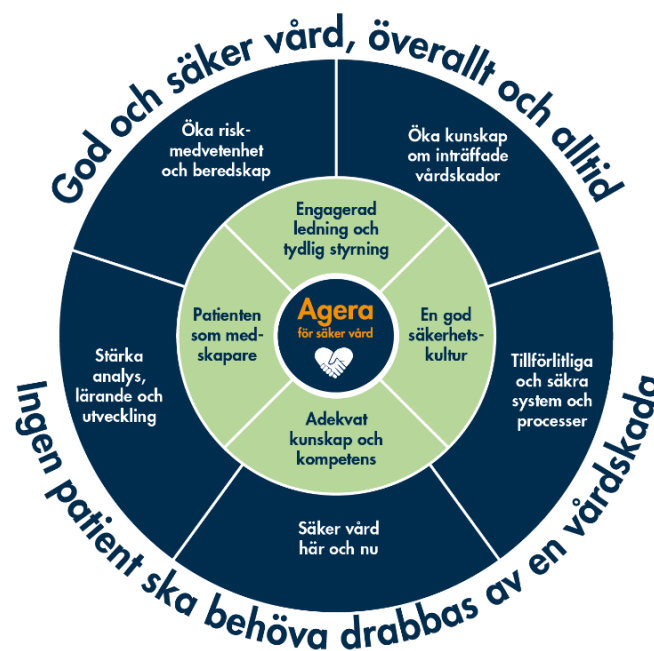 God och säker vård, överallt och alltid
Öka risk-
medvetenhet
och beredskap
Öka kunskap
om inträffade
vårdskador
Engagerad
ledning och
tydlig styrning
Patienten
som med-
skapare
Agera
för säker vård
En god
säkerhets-
kultur
Stärka
analys,
lärande och
utveckling
Tillförlitliga
och säkra
system och
processer
Adekvat
kunskap och
kompetens
Säker vård
här och nu
Ingen patient ska behöva drabbas av en vårdskada